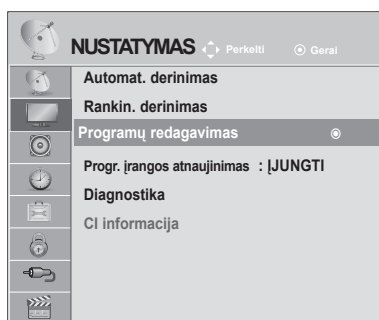 NUSTATYMAS Perkelti Gerai
Automat. derinimas
Rankin. derinimas
Programų redagavimas
Progr. įrangos atnaujinimas : ĮJUNGTI
Diagnostika
CI informacija